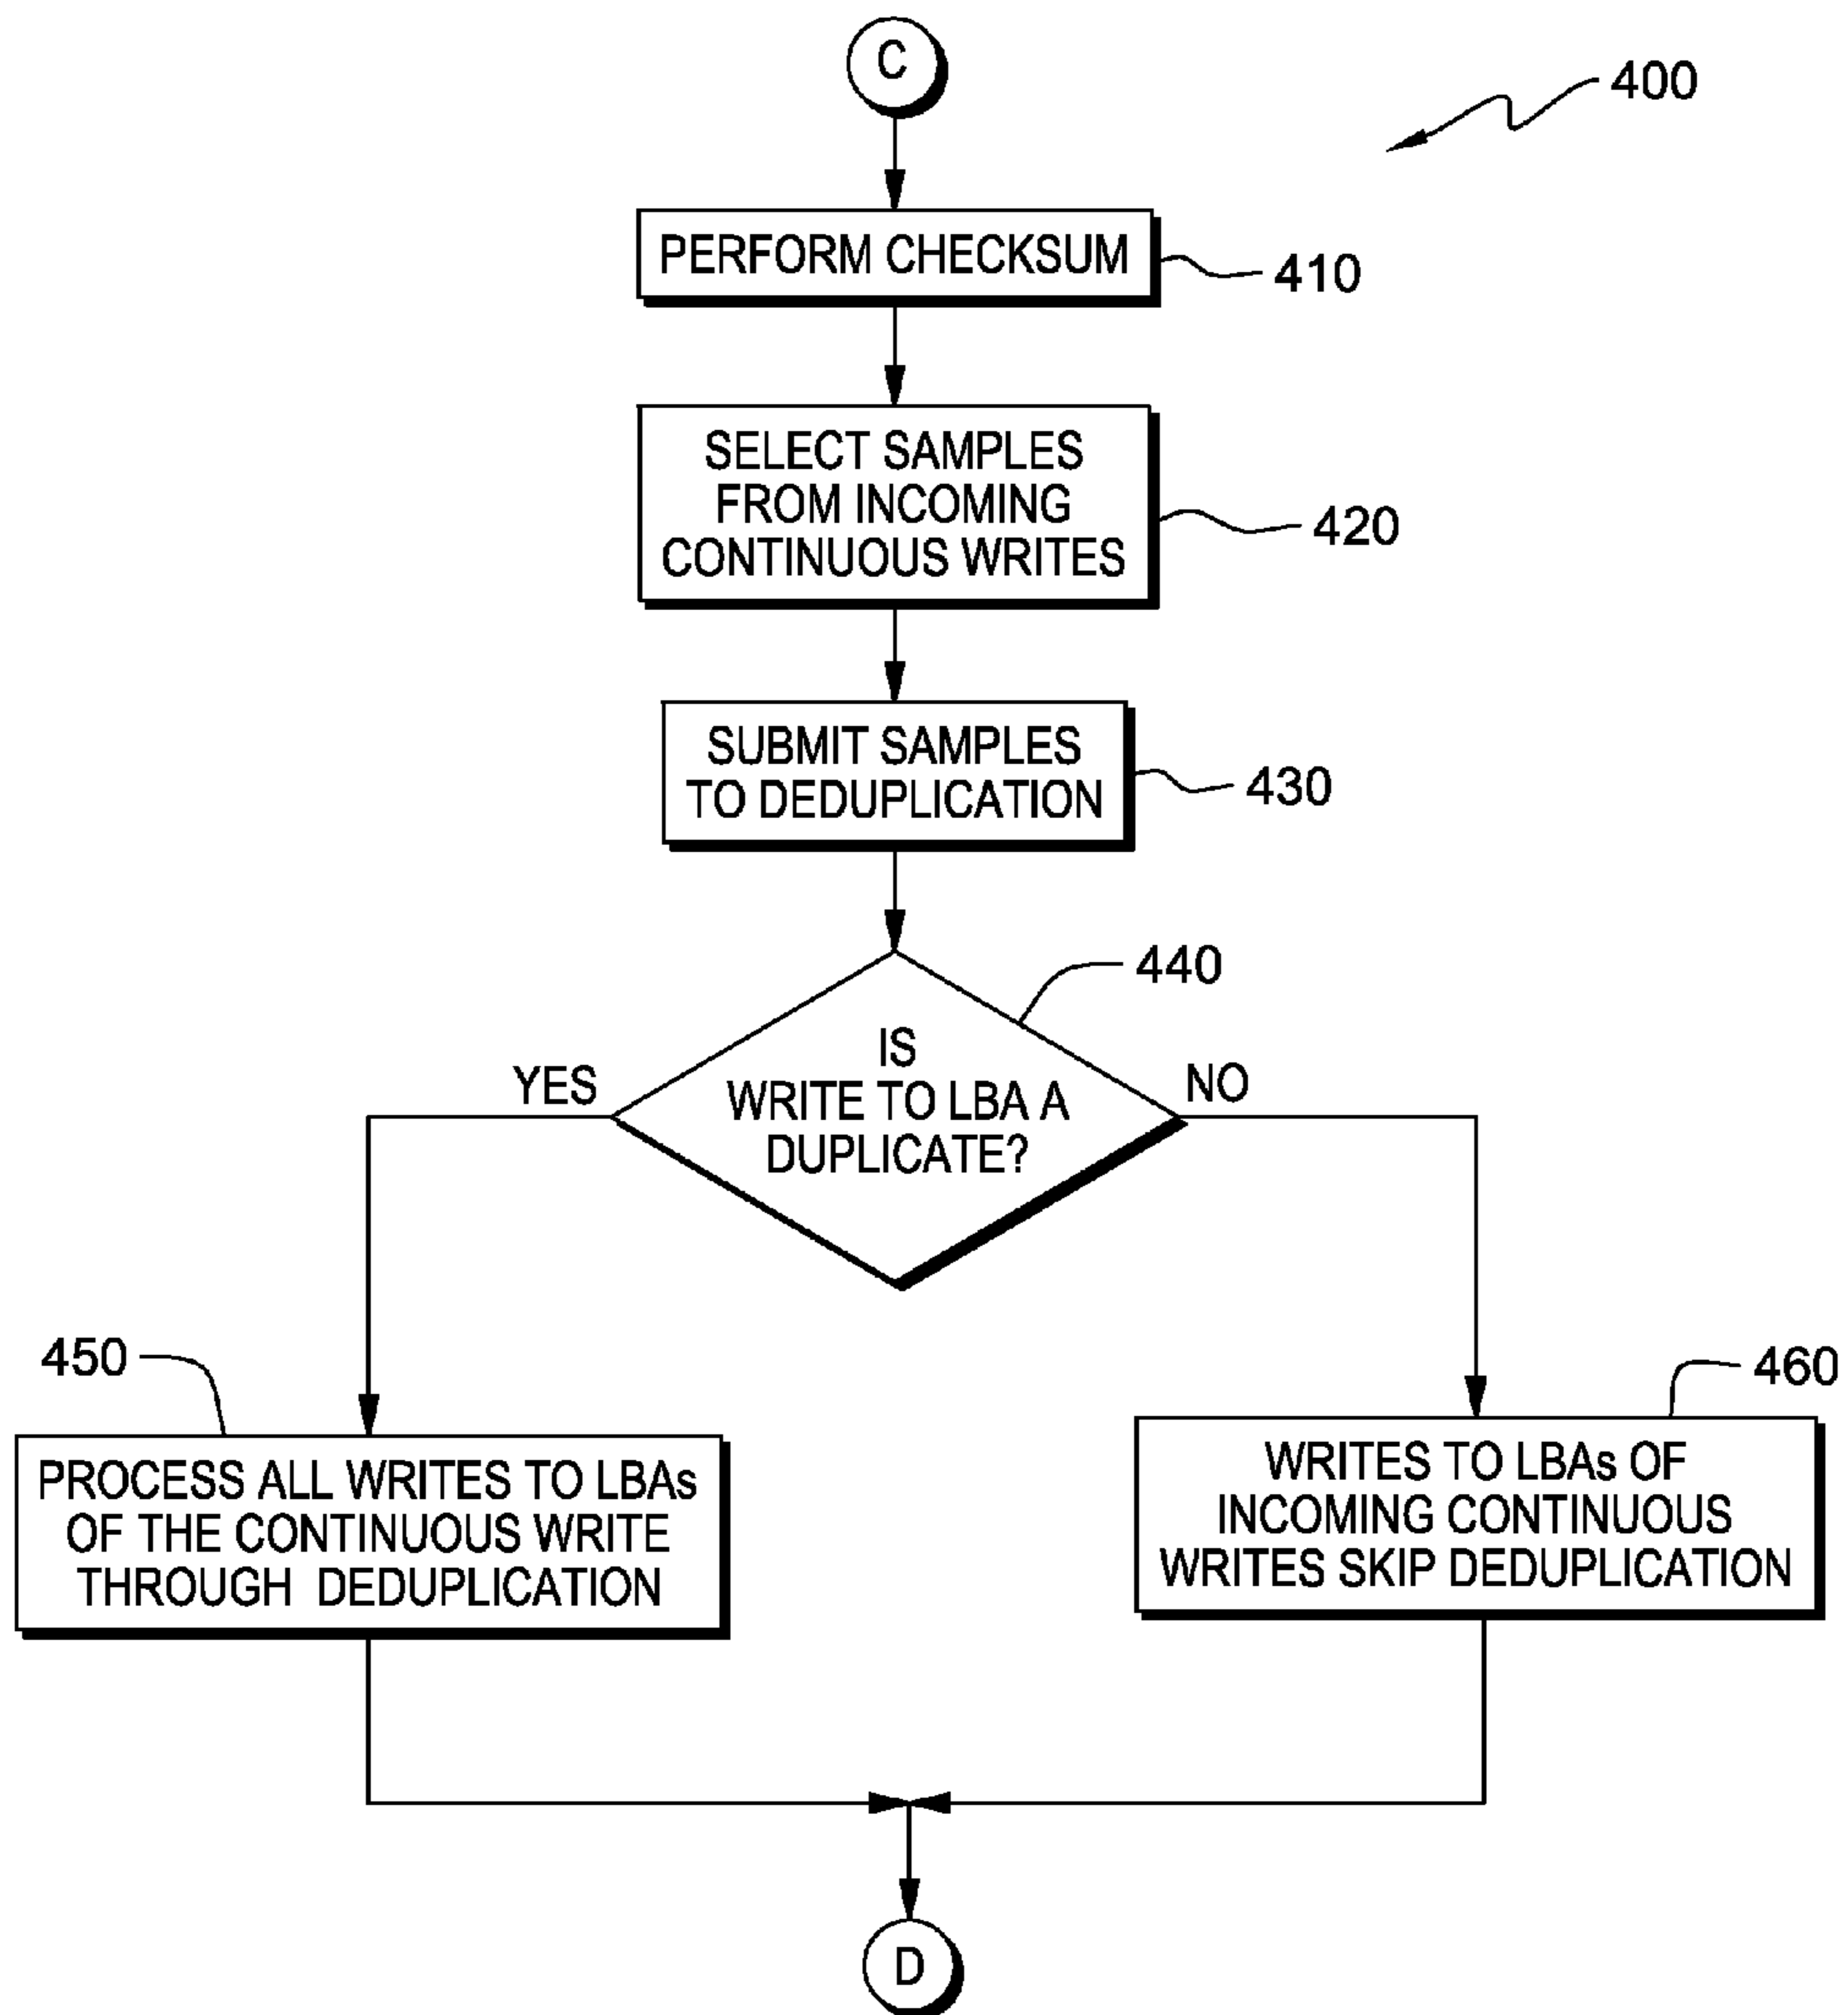 C
400
PERFORM CHECKSUM
410
SELECT SAMPLES
FROM INCOMING
CONTINUOUS WRITES
420
SUBMIT SAMPLES
TO DEDUPLICATION
430
440
IS
WRITE TO LBA A
DUPLICATE?
YES
NO
450
PROCESS ALL WRITES TO LBAs
OF THE CONTINUOUS WRITE
THROUGH DEDUPLICATION
460
WRITES TO LBAs OF
INCOMING CONTINUOUS
WRITES SKIP DEDUPLICATION
D